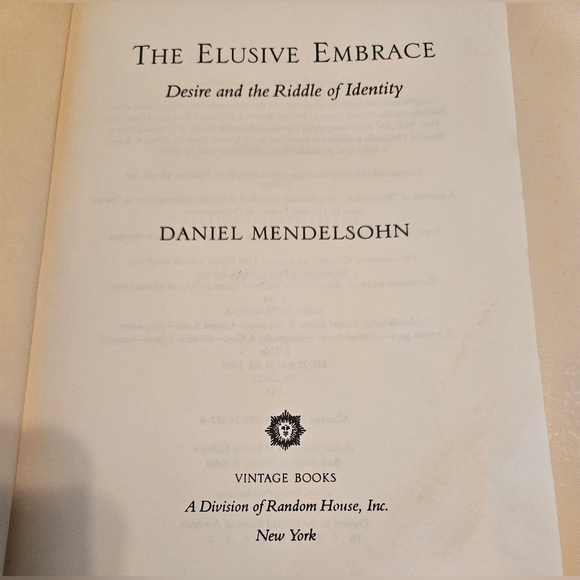 THE ELUSIVE EMBRACE
Desire and the Riddle of Identity
DANIEL MENDELSOHN
VINTAGE BOOKS
A Division of Random House, Inc.
New York